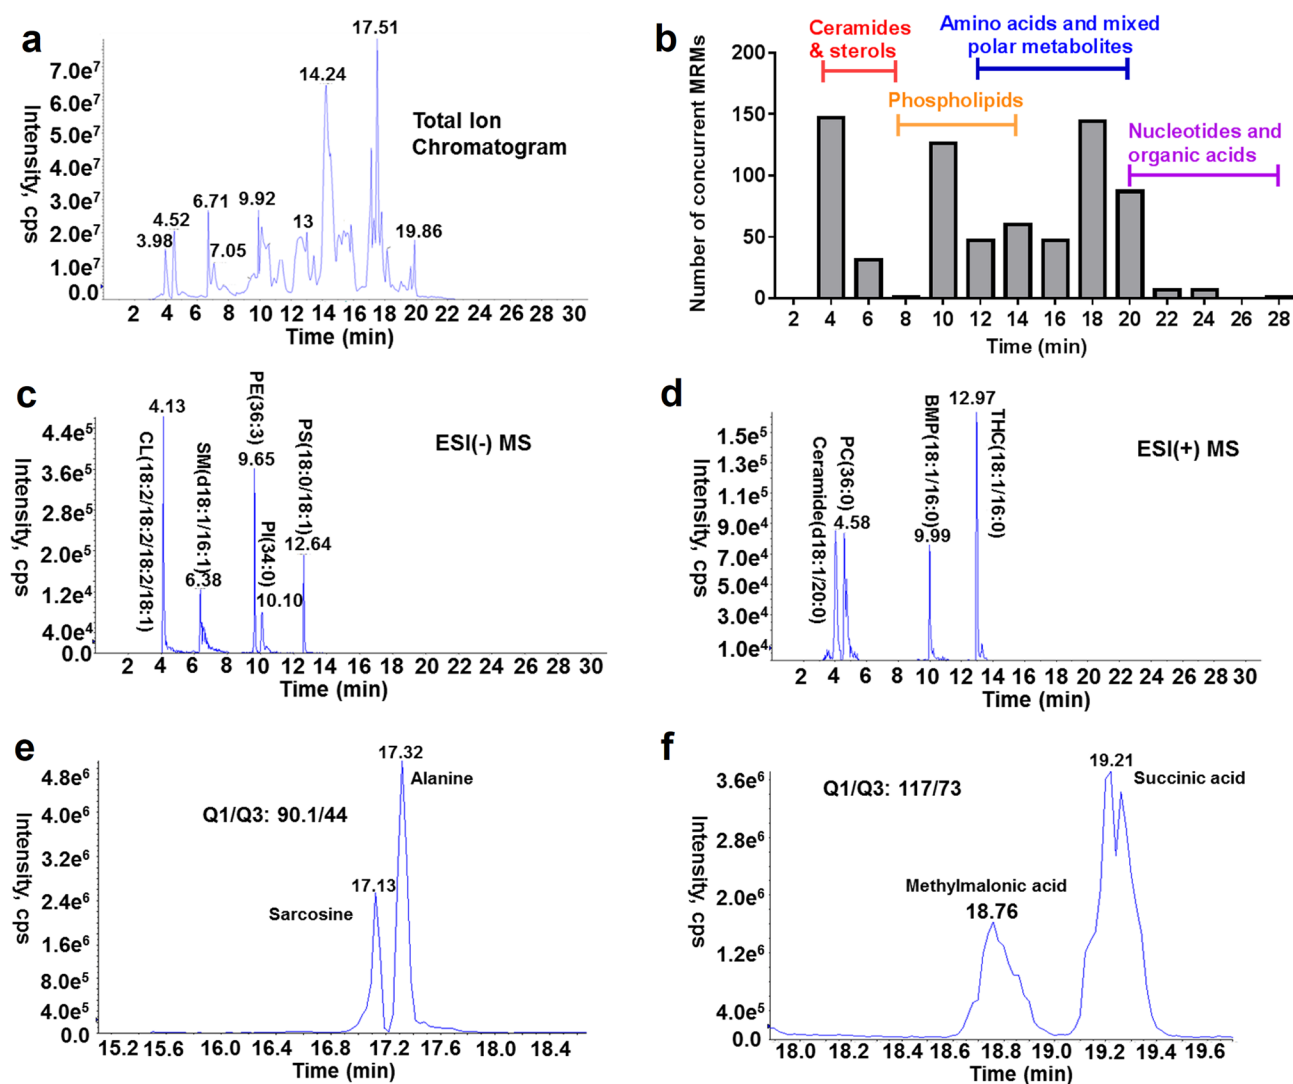 a
17.51
14.24
Total Ion
Chromatogram
7.0e⁷
6.0e⁷
5.0e⁷
4.0e⁷
3.0e⁷
2.0e⁷
1.0e⁷
0.0
Intensity, cps
3.98
4.52
6.71
7.05
9.92
13
19.86
2 4 6 8 10 12 14 16 18 20 22 24 26 28 30
Time (min)
b
Ceramides
& sterols
Amino acids and mixed
polar metabolites
Phospholipids
Nucleotides and
organic acids
Number of concurrent MRMs
200
150
100
50
0
2 4 6 8 10 12 14 16 18 20 22 24 26 28
Time (min)
c
ESI(-) MS
4.4e⁵
3.6e⁵
2.8e⁵
2.0e⁵
1.2e⁴
4.0e⁴
0.0
Intensity, cps
CL(18:2/18:2/18:2/18:1)
4.13
SM(d18:1/16:1)
6.38
PE(36:3)
9.65
PI(34:0)
10.10
PS(18:0/18:1)
12.64
2 4 6 8 10 12 14 16 18 20 22 24 26 28 30
Time (min)
d
ESI(+) MS
1.5e⁵
1.3e⁵
1.1e⁵
9.0e⁴
7.0e⁴
5.0e⁴
3.0e⁴
1.0e⁴
Intensity, cps
Ceramide(d18:1/20:0)
PC(36:0)
4.58
BMP(18:1/16:0)
9.99
12.97
THC(18:1/16:0)
2 4 6 8 10 12 14 16 18 20 22 24 26 28 30
Time (min)
e
Q1/Q3: 90.1/44
4.8e⁶
4.0e⁶
3.2e⁶
2.4e⁶
1.6e⁶
8.0e⁵
4.0e⁵
0.0
Intensity, cps
17.32
Alanine
17.13
Sarcosine
15.2 15.6 16.0 16.4 16.8 17.2 17.6 18.0 18.4
Time (min)
f
Q1/Q3: 117/73
3.6e⁶
2.8e⁶
2.0e⁶
1.2e⁶
4.0e⁵
0.0
Intensity, cps
19.21
Succinic acid
Methylmalonic acid
18.76
18.0 18.2 18.4 18.6 18.8 19.0 19.2 19.4 19.6
Time (min)